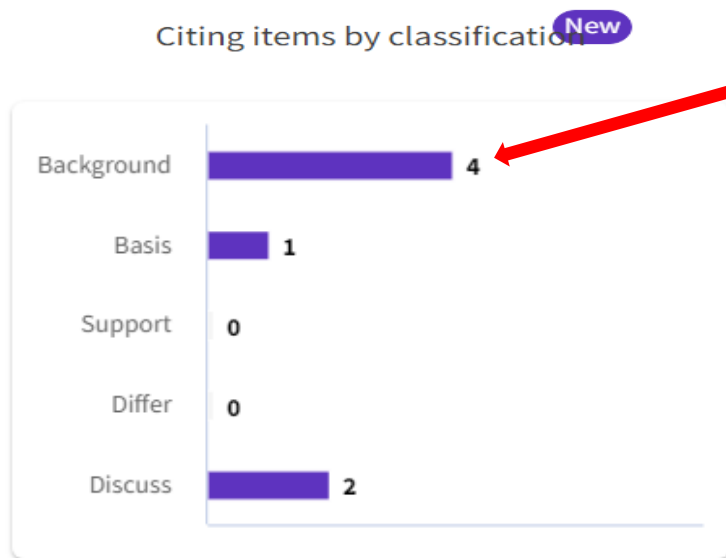 Citing items by classification
New
Background 4
Basis 1
Support 0
Differ 0
Discuss 2